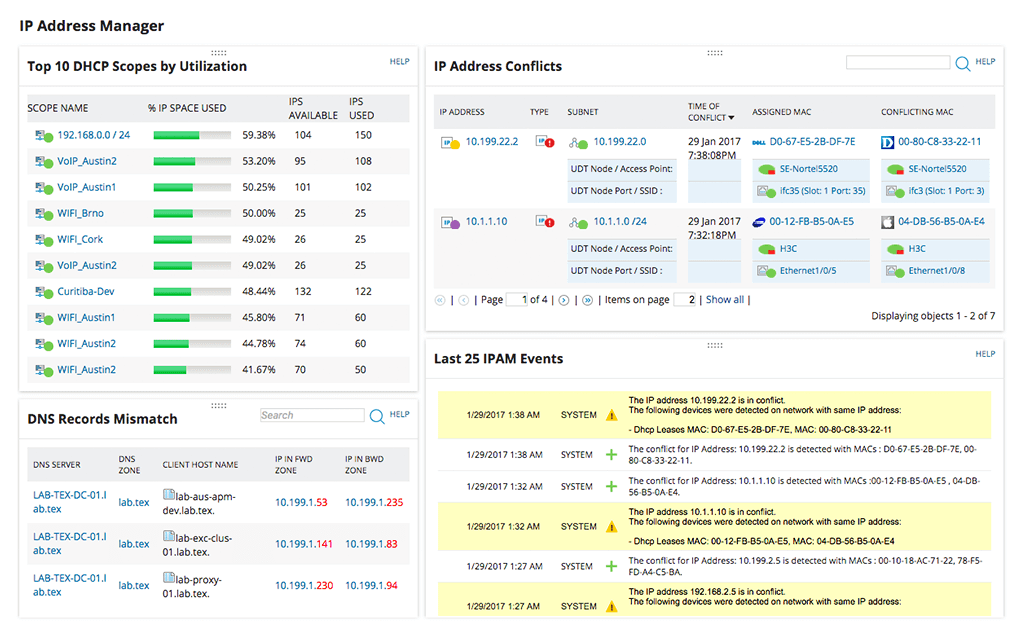 IP Address Manager
Top 10 DHCP Scopes by Utilization
HELP
SCOPE NAME % IP SPACE USED IPS AVAILABLE IPS USED
192.168.0.0 / 24 59.38% 104 150
VoIP_Austin2 53.20% 95 108
VoIP_Austin1 50.25% 101 102
WIFI_Brno 50.00% 25 25
WIFI_Cork 49.02% 26 25
VoIP_Austin2 49.02% 26 25
Curitiba-Dev 48.44% 132 122
WIFI_Austin1 45.80% 71 60
WIFI_Austin2 44.78% 74 60
WIFI_Austin2 41.67% 70 50
DNS Records Mismatch
Search
HELP
DNS SERVER DNS ZONE CLIENT HOST NAME IP IN FWD ZONE IP IN BWD ZONE
LAB-TEX-DC-01.l
ab.tex
lab.tex
lab-aus-apm-
dev.lab.tex.
10.199.1.53 10.199.1.235
LAB-TEX-DC-01.l
ab.tex
lab.tex
lab-exc-clus-
01.lab.tex.
10.199.1.141 10.199.1.83
LAB-TEX-DC-01.l
ab.tex
lab.tex
lab-proxy-
01.lab.tex.
10.199.1.230 10.199.1.94
IP Address Conflicts
HELP
IP ADDRESS TYPE SUBNET TIME OF CONFLICT ASSIGNED MAC CONFLICTING MAC
IP 10.199.22.2 IP 10.199.22.0 29 Jan 2017 DELL D0-67-E5-2B-DF-7E D 00-80-C8-33-22-11
7:38:08PM
UDT Node / Access Point: SE-Nortel5520 SE-Nortel5520
UDT Node Port / SSID : ifc35 (Slot: 1 Port: 35) ifc3 (Slot: 1 Port: 3)
IP 10.1.1.10 IP 10.1.1.0 /24 29 Jan 2017 00-12-FB-B5-0A-E5 04-DB-56-B5-0A-E4
7:32:18PM
UDT Node / Access Point: H3C H3C
UDT Node Port / SSID : Ethernet1/0/5 Ethernet1/0/8
| | Page 1 of 4 | | | Items on page 2 | Show all |
Displaying objects 1 - 2 of 7
Last 25 IPAM Events
HELP
1/29/2017 1:38 AM SYSTEM
The IP address 10.199.22.2 is in conflict.
The following devices were detected on network with same IP address:
- Dhcp Leases MAC: D0-67-E5-2B-DF-7E, MAC: 00-80-C8-33-22-11
1/29/2017 1:38 AM SYSTEM
The conflict for IP Address: 10.199.22.2 is detected with MACs : D0-67-E5-2B-DF-7E, 00-
80-C8-33-22-11.
1/29/2017 1:32 AM SYSTEM
The conflict for IP Address: 10.1.1.10 is detected with MACs :00-12-FB-B5-0A-E5 , 04-DB-
56-B5-0A-E4.
1/29/2017 1:32 AM SYSTEM
The IP address 10.1.1.10 is in conflict.
The following devices were detected on network with same IP address:
- Dhcp Leases MAC: 00-12-FB-B5-0A-E5, MAC: 04-DB-56-B5-0A-E4
1/29/2017 1:27 AM SYSTEM
The conflict for IP Address: 10.199.2.5 is detected with MACs : 00-10-18-AC-71-22, 78-F5-
FD-A4-C5-BA.
1/29/2017 1:27 AM SYSTEM
The IP address 192.168.2.5 is in conflict.
The following devices were detected on network with same IP address: